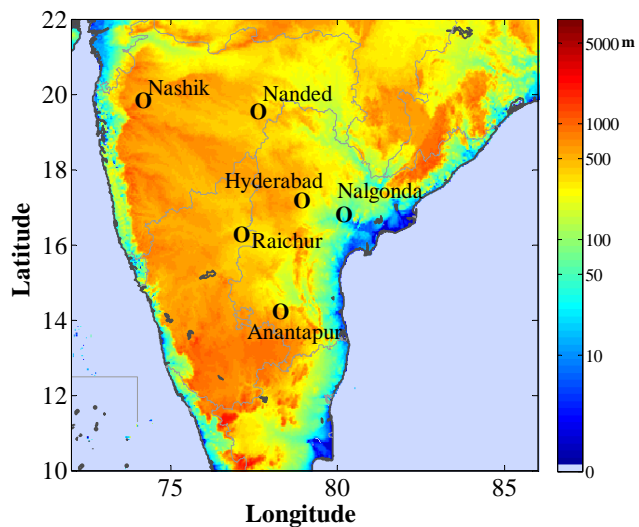 22
20
18
16
14
12
10
Latitude
75
80
85
Longitude
Nashik
O
Nanded
O
Hyderabad
O
Nalgonda
O
O
Raichur
O
Anantapur
5000 m
1000
500
100
50
10
0